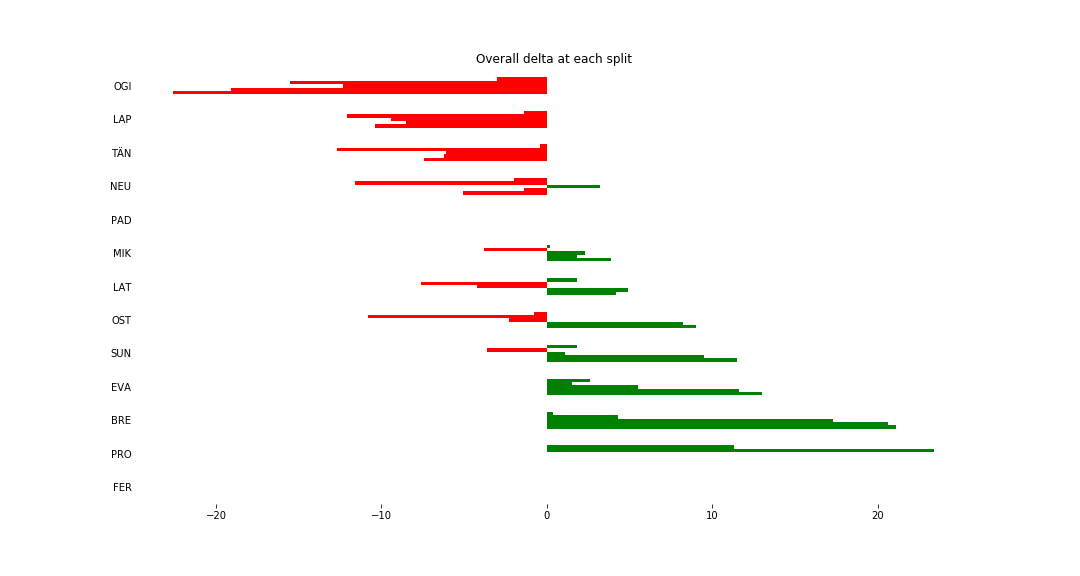 Overall delta at each split
OGI
LAP
TÄN
NEU
PAD
MIK
LAT
OST
SUN
EVA
BRE
PRO
FER
−20 −10 0 10 20